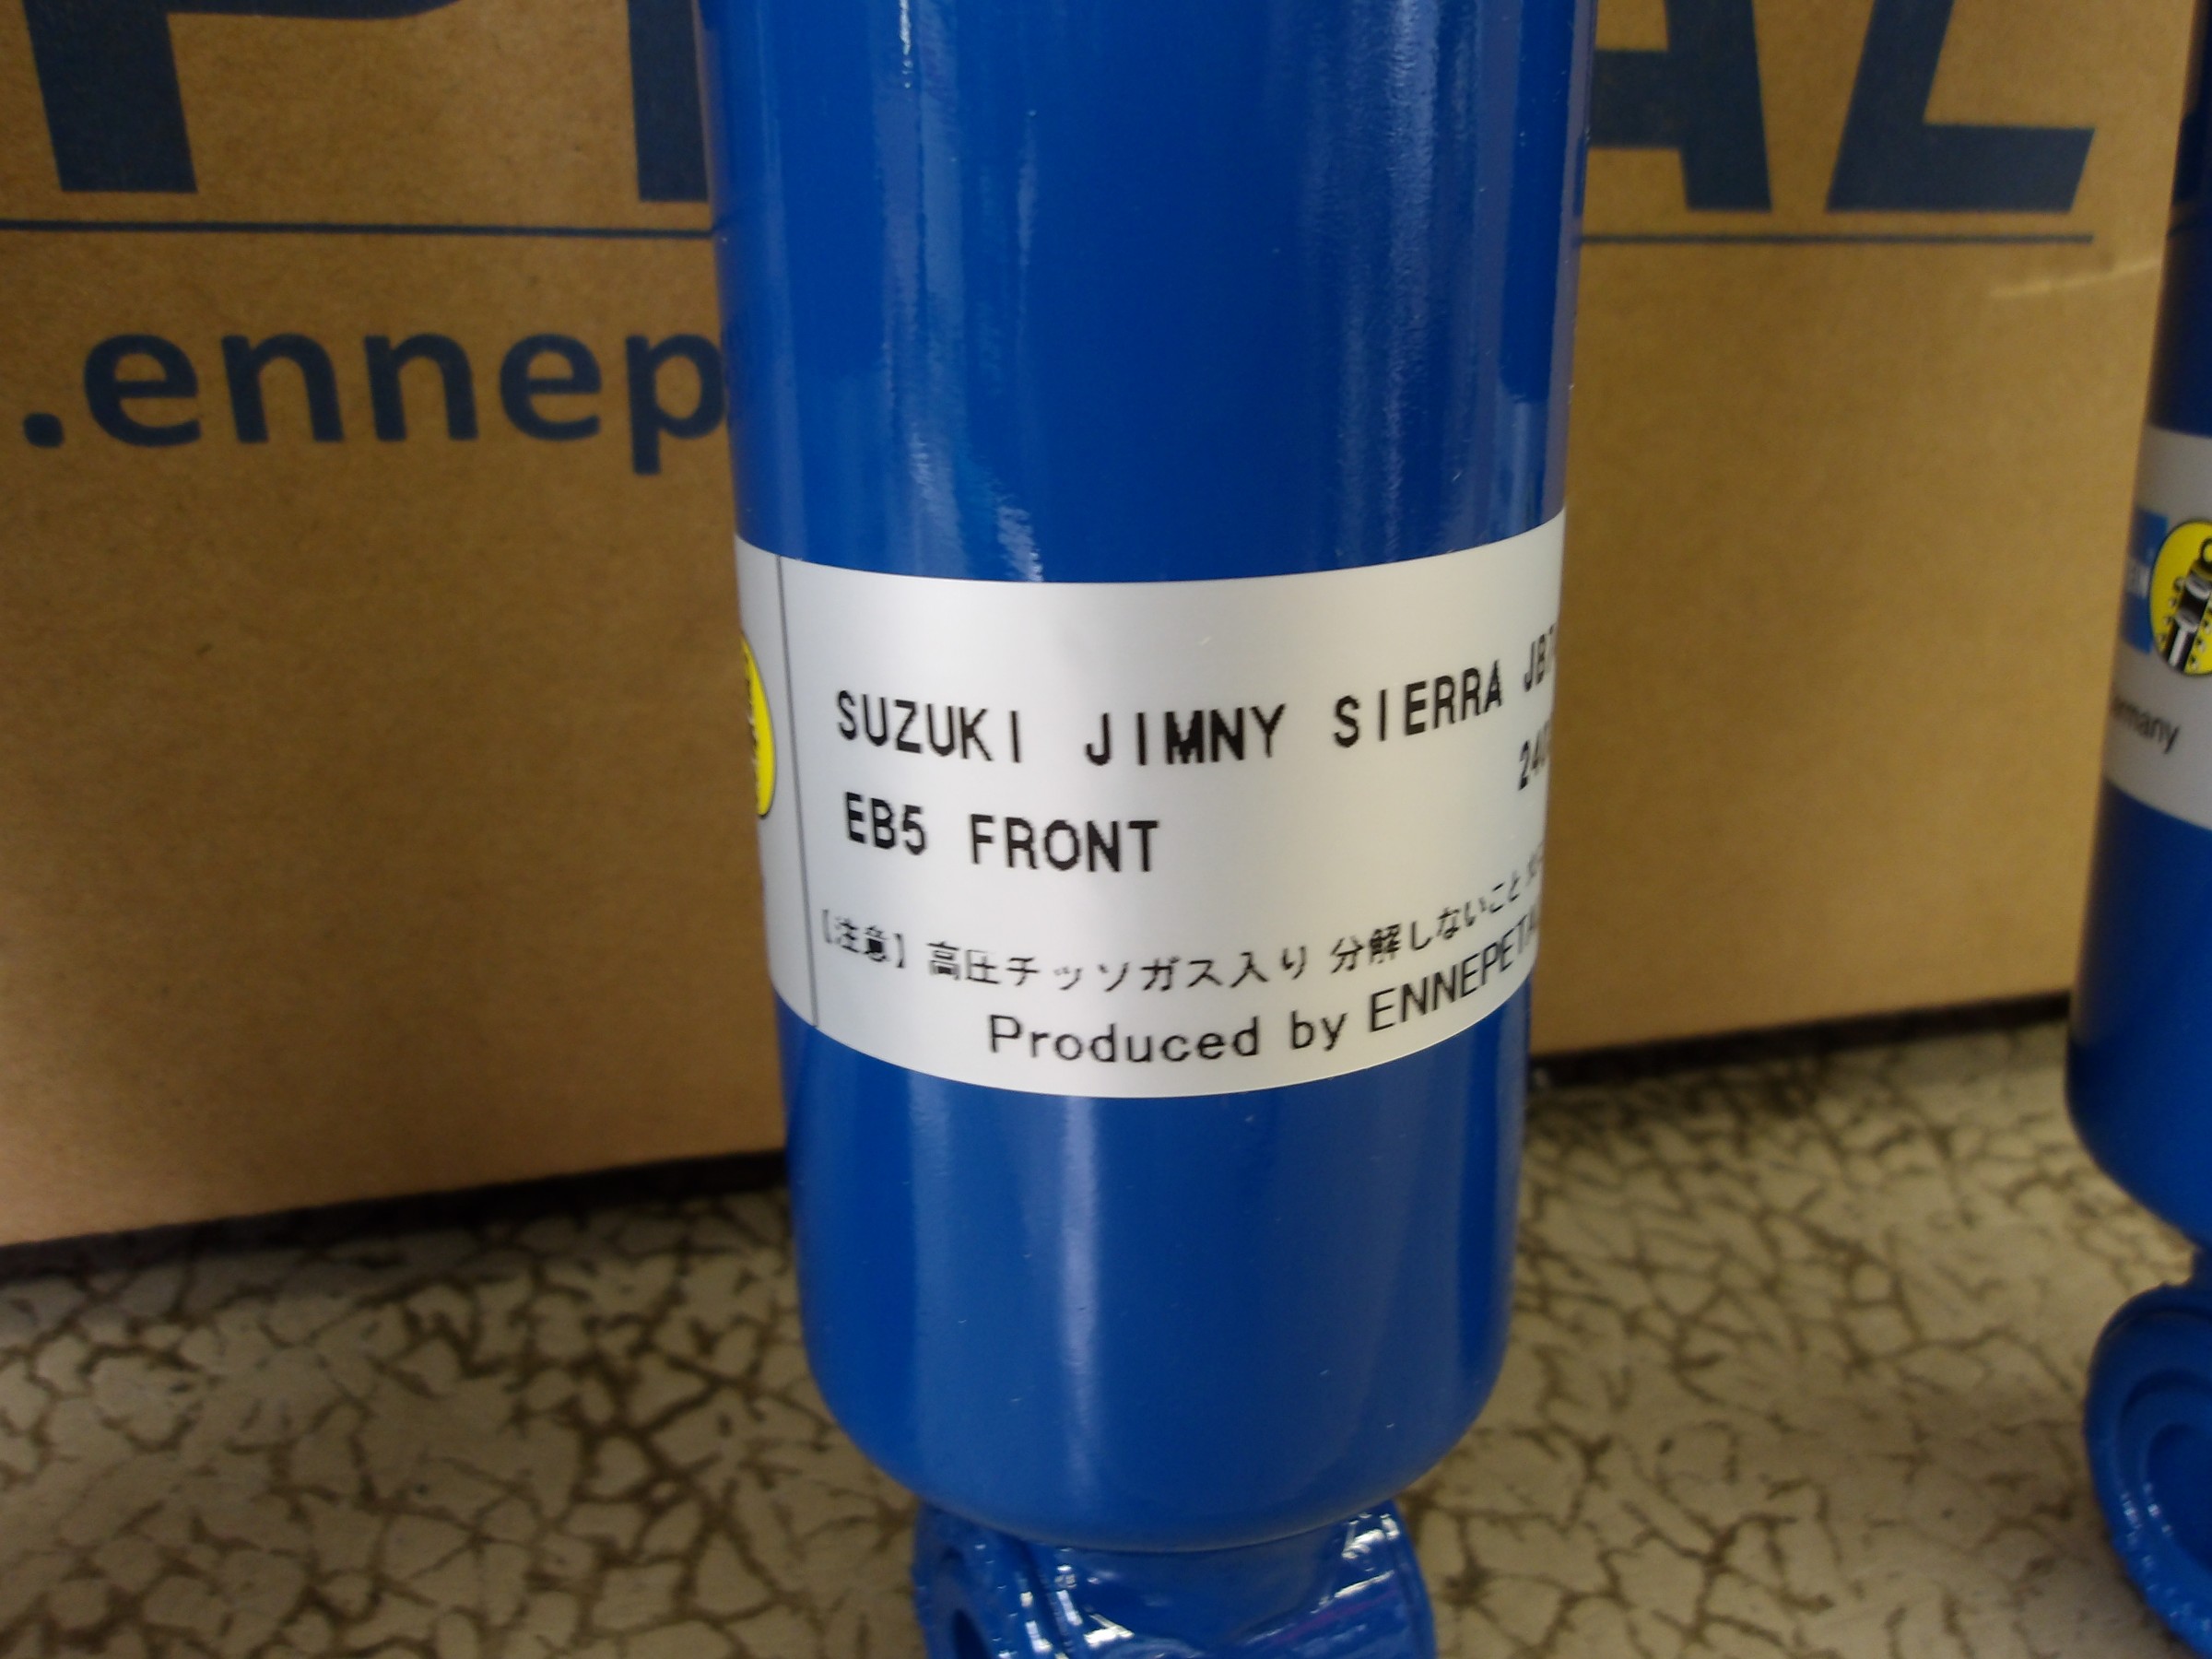 .ennep
SUZUKI JIMNY SIERRA
EB5 FRONT
【注意】高圧チッソガス入り 分解しないこと
Produced by ENNEPETA